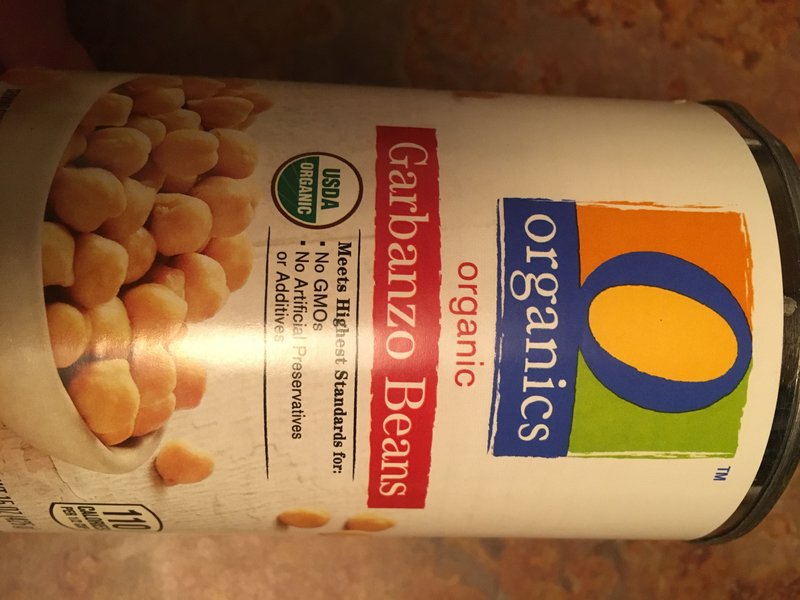 O
organics
TM
organic
Garbanzo Beans
USDA
ORGANIC
Meets Highest Standards for:
• No GMOs
• No Artificial Preservatives
or Additives
110
CALORIES